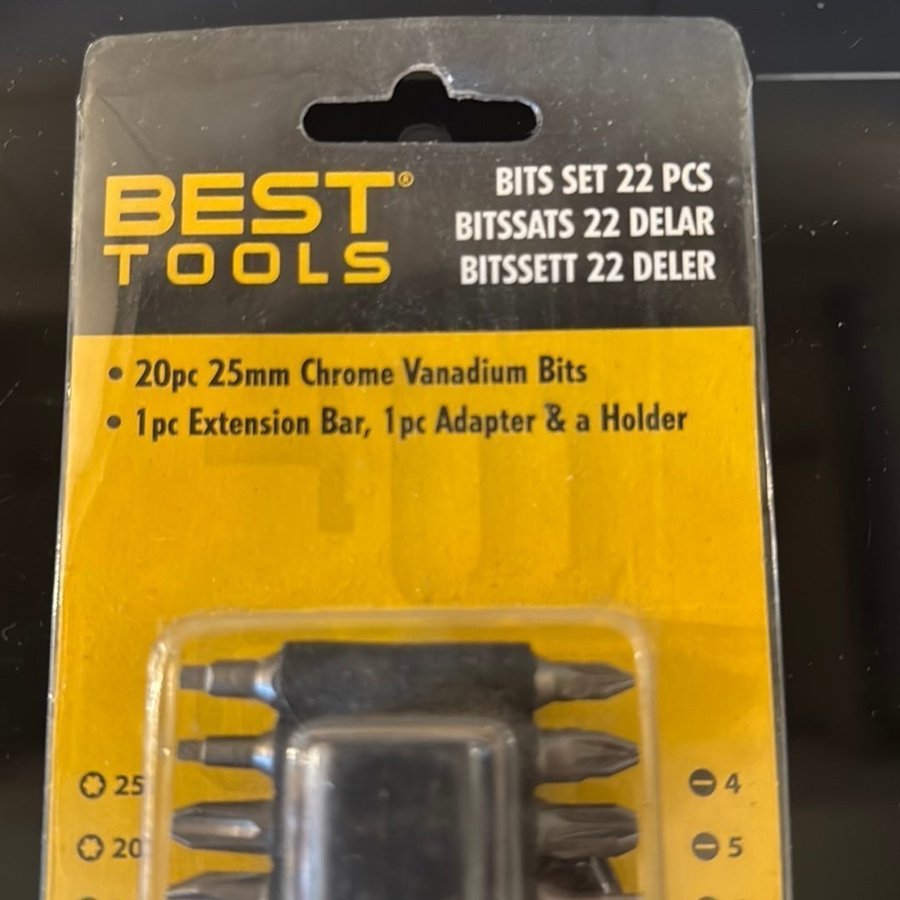 BEST®
TOOLS
BITS SET 22 PCS
BITSSATS 22 DELAR
BITSSETT 22 DELER
• 20pc 25mm Chrome Vanadium Bits
• 1pc Extension Bar, 1pc Adapter & a Holder
25
4
20
5